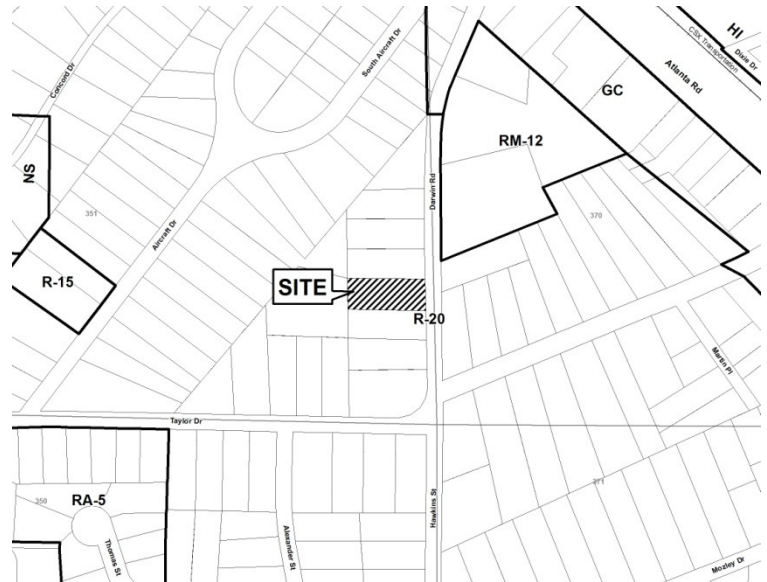 HI
Dixie Dr
CSX Transportation
Atlanta Rd
South Aircraft Dr
Concord Dr
GC
RM-12
NS
Darwin Rd
351
370
Aircraft Dr
R-15
SITE
R-20
Martin Pl
Taylor Dr
350
RA-5
371
Thomas St
Alexander St
Hawkins St
Mozley Dr